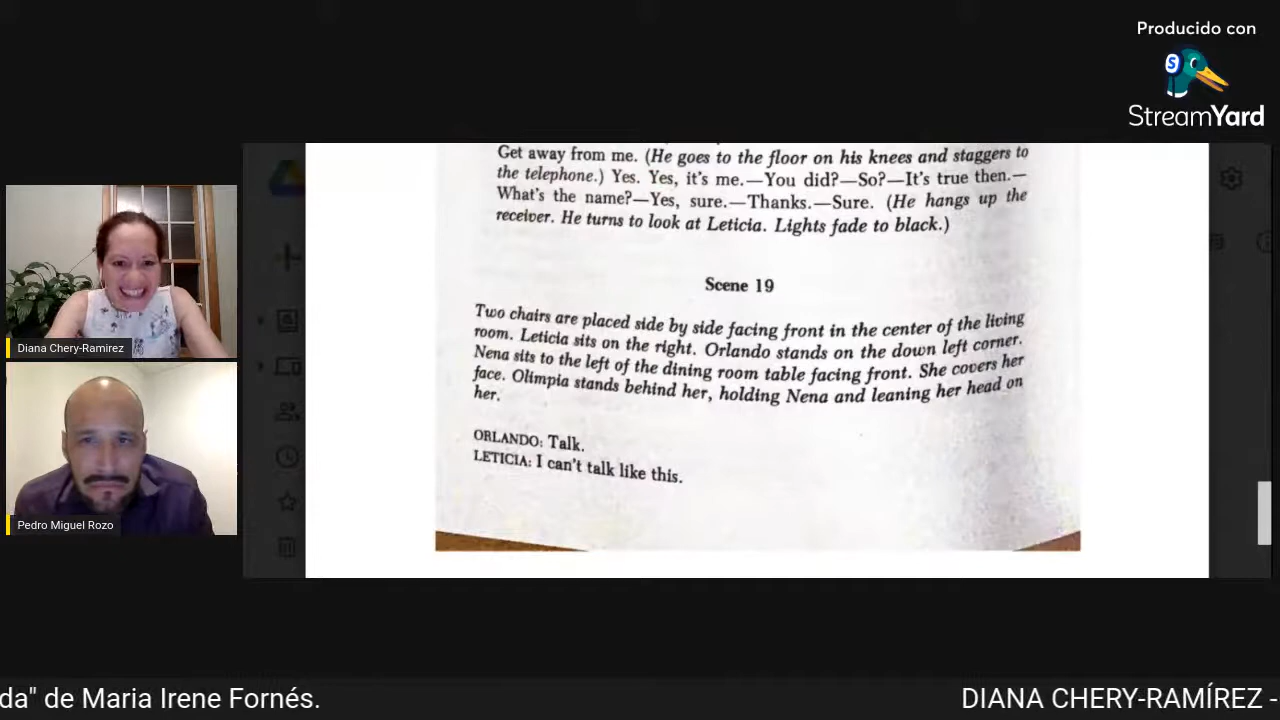 Producido con
StreamYard
Get away from me. (He goes to the floor on his knees and staggers to
the telephone.) Yes. Yes, it's me.—You did?—So?—It's true then.—
What's the name?—Yes, sure.—Thanks.—Sure. (He hangs up the
receiver. He turns to look at Leticia. Lights fade to black.)
Scene 19
Two chairs are placed side by side facing front in the center of the living
room. Leticia sits on the right. Orlando stands on the down left corner.
Nena sits to the left of the dining room table facing front. She covers her
face. Olimpia stands behind her, holding Nena and leaning her head on
her.
ORLANDO: Talk.
LETICIA: I can't talk like this.
Diana Chery-Ramirez
Pedro Miguel Rozo
da" de Maria Irene Fornés.
DIANA CHERY-RAMÍREZ -